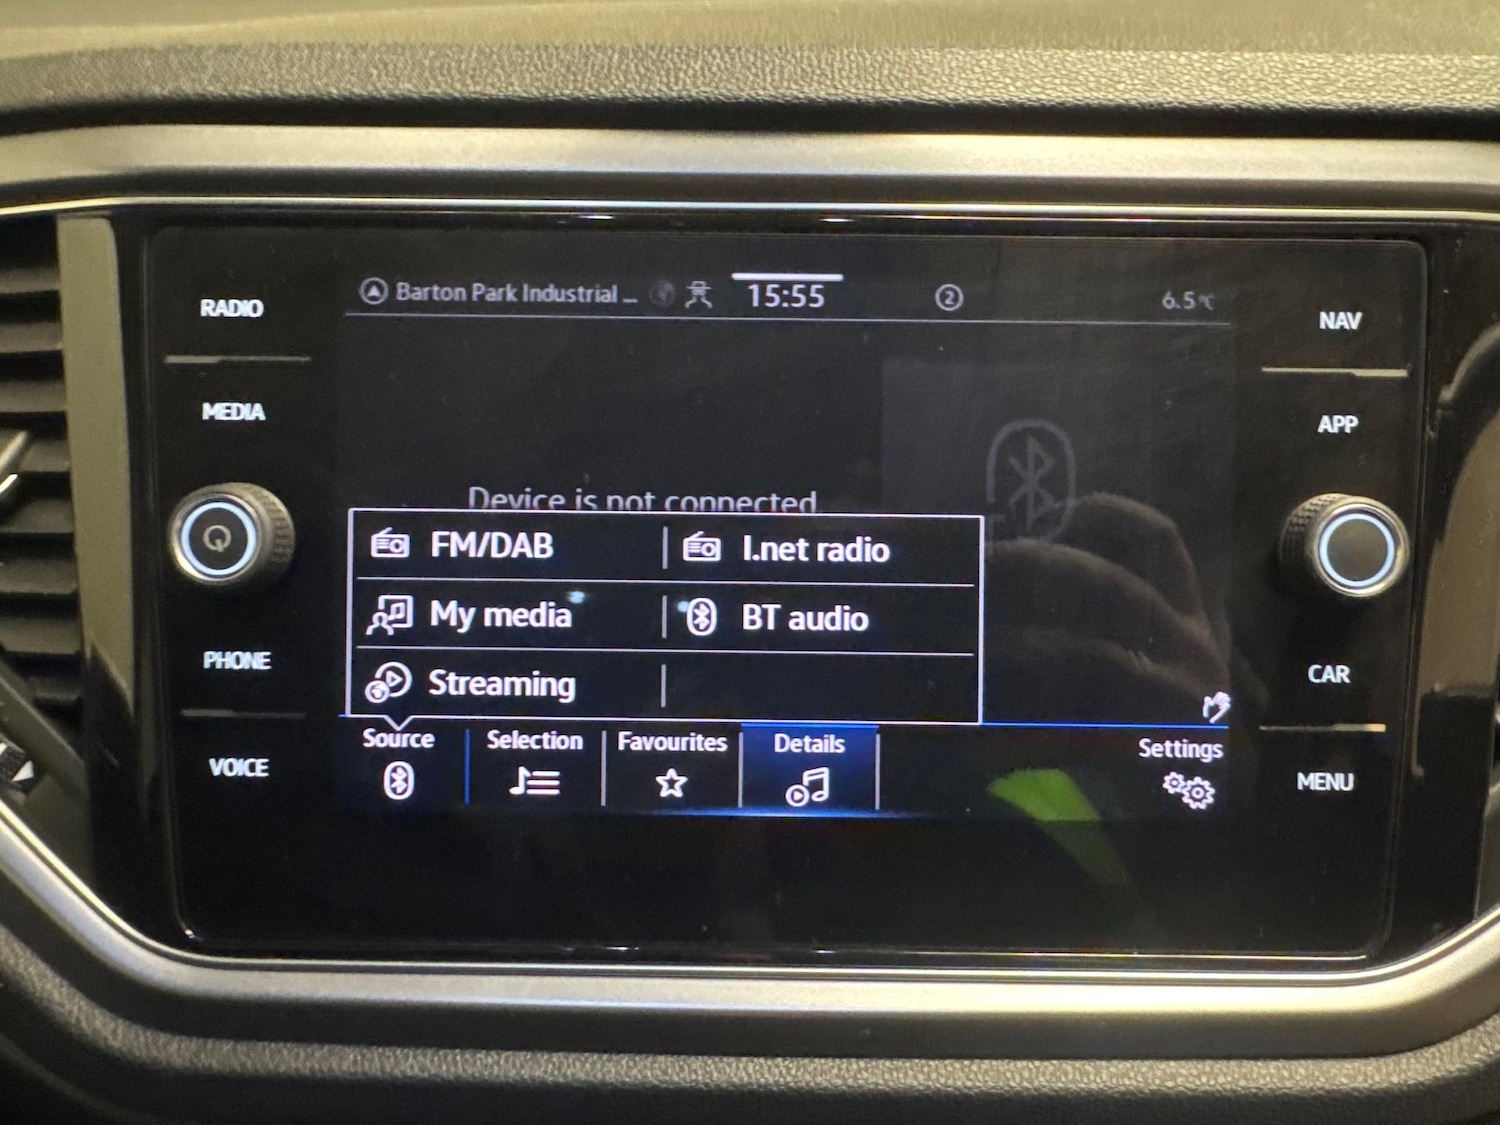 RADIO
MEDIA
PHONE
VOICE
Barton Park Industrial ...
15:55
2
6.5°C
Device is not connected.
FM/DAB
I.net radio
My media
BT audio
Streaming
Source
Selection
Favourites
Details
Settings
NAV
APP
CAR
MENU